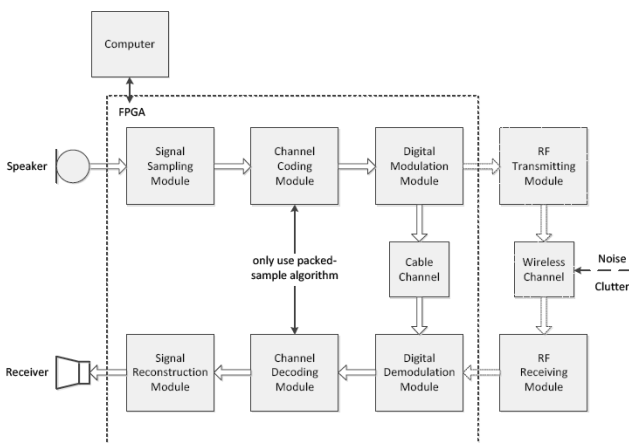 Computer
FPGA
Speaker
Signal
Sampling
Module
Channel
Coding
Module
Digital
Modulation
Module
RF
Transmitting
Module
only use packed-
sample algorithm
Cable
Channel
Wireless
Channel
Noise
Clutter
Receiver
Signal
Reconstruction
Module
Channel
Decoding
Module
Digital
Demodulation
Module
RF
Receiving
Module